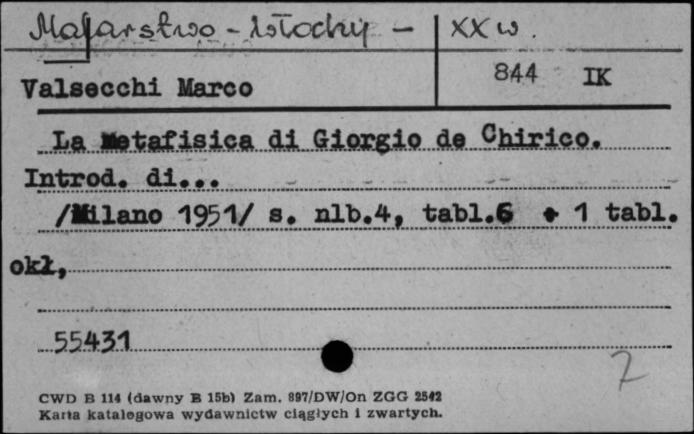 Malarstwo - Włochy - XX w.
844 IK
Valsecchi Marco
La Metafisica di Giorgio de Chirico.
Introd. di...
/Milano 1951/ s. nlb.4, tabl.6 + 1 tabl.
okł,
55431
7
CWD B 114 (dawny B 15b) Zam. 897/DW/On ZGG 2542
Karta katalogowa wydawnictw ciągłych i zwartych.